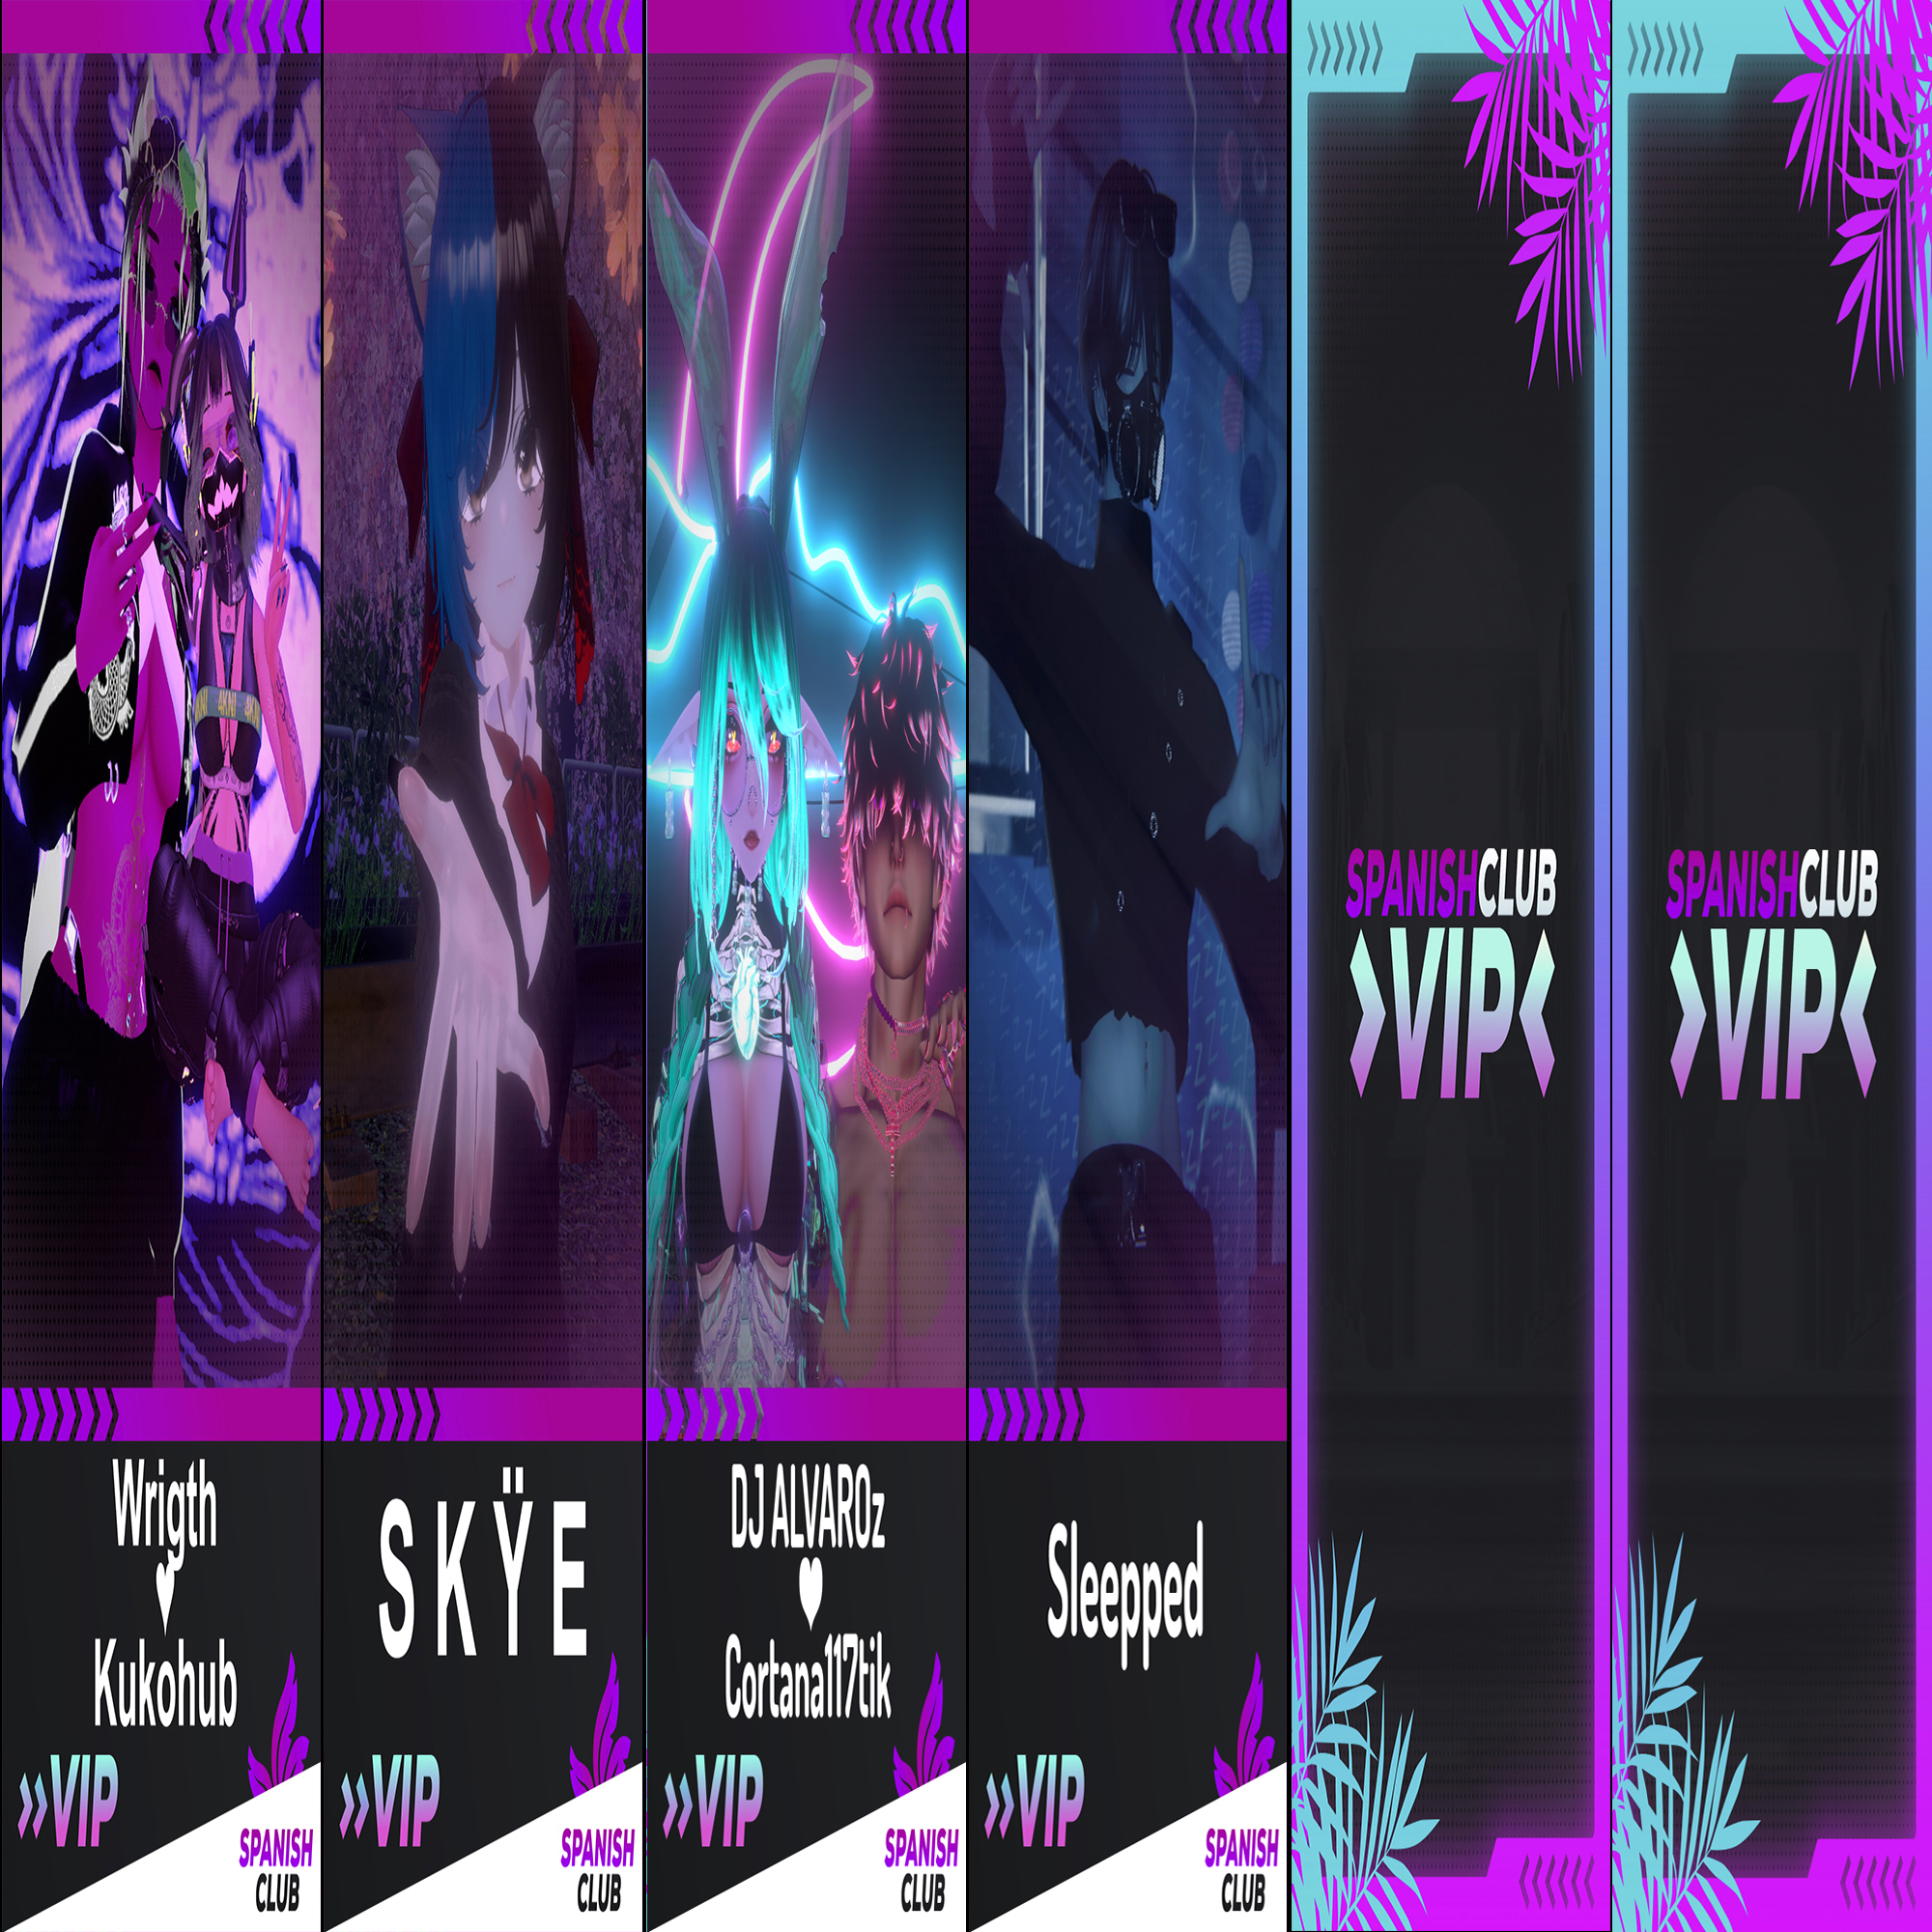 Wrigth
Kukohub
VIP
SPANISH
CLUB
SKŸE
VIP
SPANISH
CLUB
DJ ALVAROz
Cortana117tik
VIP
SPANISH
CLUB
Sleepped
VIP
SPANISH
CLUB
SPANISHCLUB
VIP
SPANISHCLUB
VIP